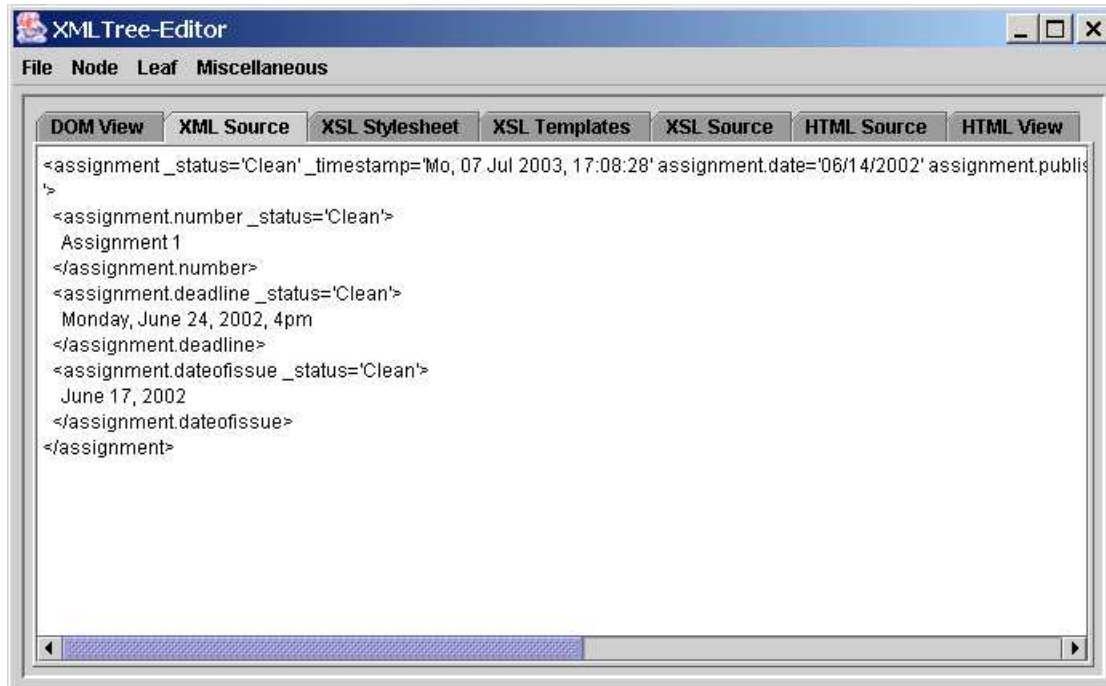 XMLTree-Editor
File Node Leaf Miscellaneous
DOM View XML Source XSL Stylesheet XSL Templates XSL Source HTML Source HTML View
<assignment _status='Clean' _timestamp='Mo, 07 Jul 2003, 17:08:28' assignment.date='06/14/2002' assignment.publis
'>
<assignment.number _status='Clean'>
Assignment 1
</assignment.number>
<assignment.deadline _status='Clean'>
Monday, June 24, 2002, 4pm
</assignment.deadline>
<assignment.dateofissue _status='Clean'>
June 17, 2002
</assignment.dateofissue>
</assignment>